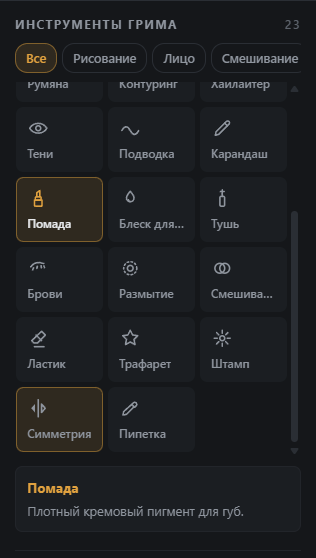 ИНСТРУМЕНТЫ ГРИМА 23
Все Рисование Лицо Смешивание
Румяна Контуринг Хайлайтер
Тени Подводка Карандаш
Помада Блеск для... Тушь
Брови Размытие Смешива...
Ластик Трафарет Штамп
Симметрия Пипетка
Помада
Плотный кремовый пигмент для губ.